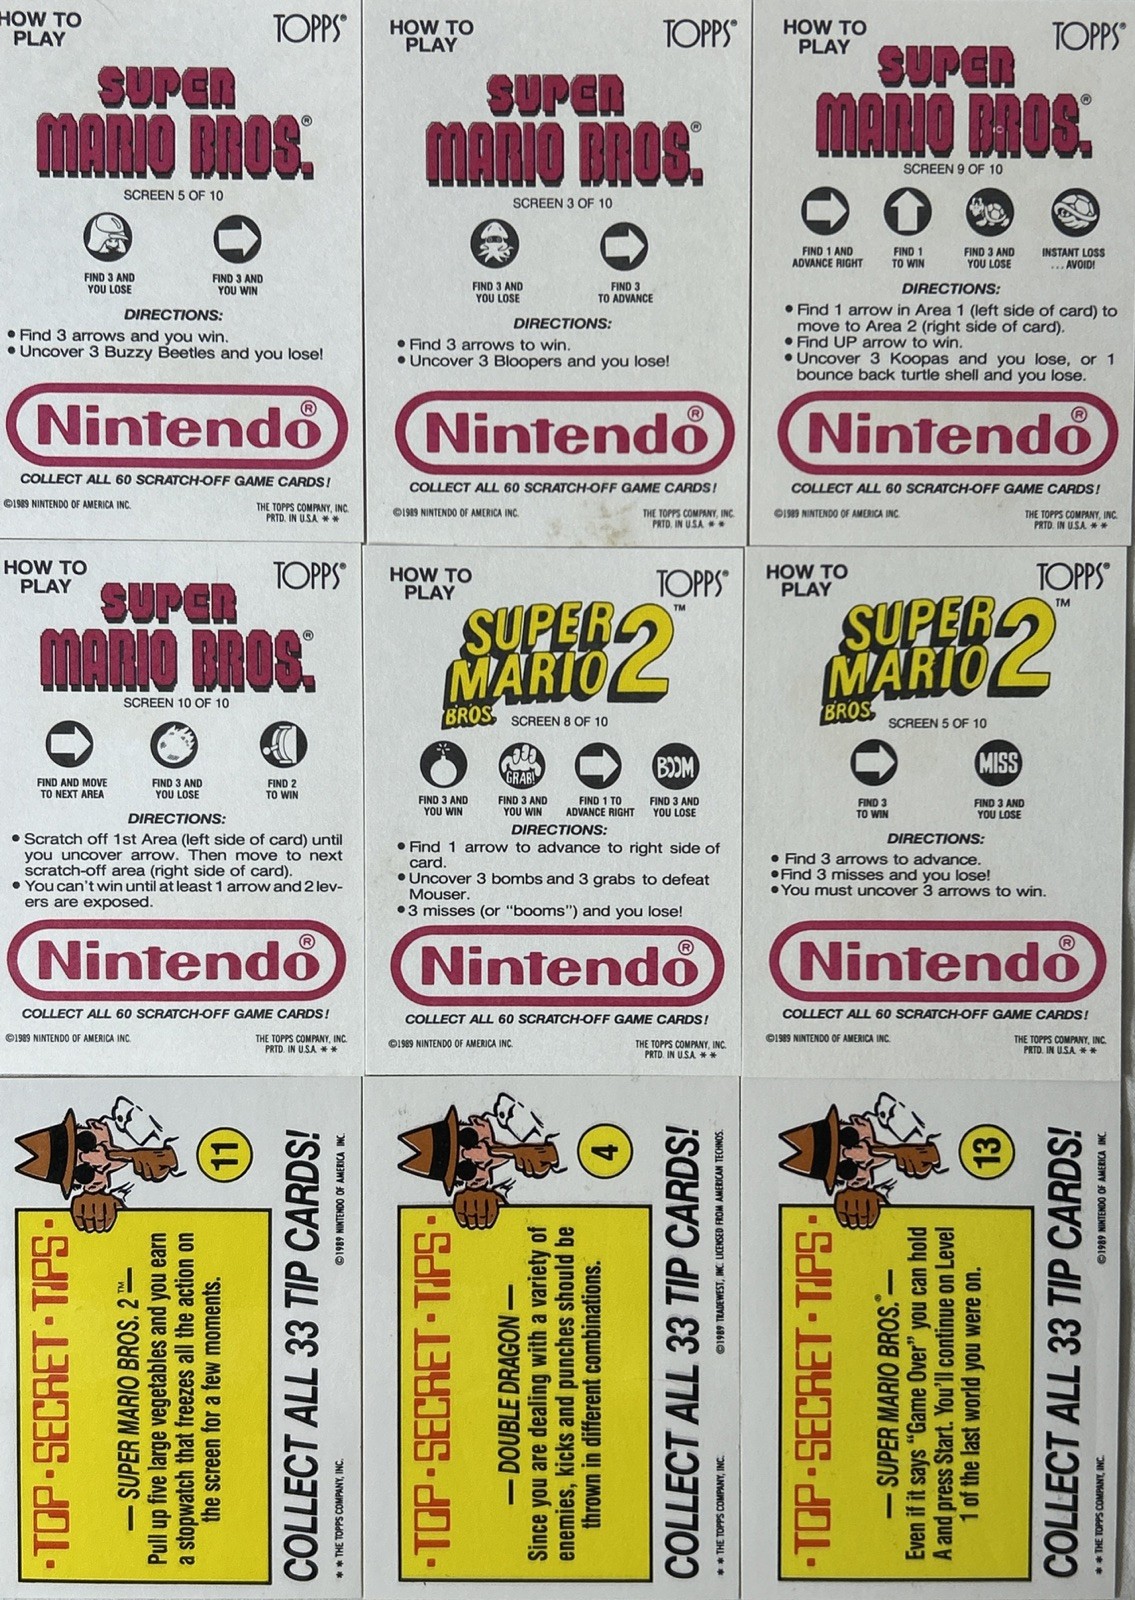 HOW TO
PLAY
TOPPS®
SUPER
MARIO BROS.®
SCREEN 5 OF 10
FIND 3 AND
YOU LOSE
FIND 3 AND
YOU WIN
DIRECTIONS:
• Find 3 arrows and you win.
• Uncover 3 Buzzy Beetles and you lose!
Nintendo®
COLLECT ALL 60 SCRATCH-OFF GAME CARDS!
©1989 NINTENDO OF AMERICA INC.
THE TOPPS COMPANY, INC.
PRTD. IN U.S.A. * *
HOW TO
PLAY
TOPPS®
SUPER
MARIO BROS.®
SCREEN 3 OF 10
FIND 3 AND
YOU LOSE
FIND 3
TO ADVANCE
DIRECTIONS:
• Find 3 arrows to win.
• Uncover 3 Bloopers and you lose!
Nintendo®
COLLECT ALL 60 SCRATCH-OFF GAME CARDS!
©1989 NINTENDO OF AMERICA INC.
THE TOPPS COMPANY, INC.
PRTD. IN U.S.A. * *
HOW TO
PLAY
TOPPS®
SUPER
MARIO BROS.®
SCREEN 9 OF 10
FIND 1 AND
ADVANCE RIGHT
FIND 1
TO WIN
FIND 3 AND
YOU LOSE
INSTANT LOSS
...AVOID!
DIRECTIONS:
• Find 1 arrow in Area 1 (left side of card) to
move to Area 2 (right side of card).
• Find UP arrow to win.
• Uncover 3 Koopas and you lose, or 1
bounce back turtle shell and you lose.
Nintendo®
COLLECT ALL 60 SCRATCH-OFF GAME CARDS!
©1989 NINTENDO OF AMERICA INC.
THE TOPPS COMPANY, INC.
PRTD. IN U.S.A. * *
HOW TO
PLAY
TOPPS®
SUPER
MARIO BROS.®
SCREEN 10 OF 10
FIND AND MOVE
TO NEXT AREA
FIND 3 AND
YOU LOSE
FIND 2
TO WIN
DIRECTIONS:
• Scratch off 1st Area (left side of card) until
you uncover arrow. Then move to next
scratch-off area (right side of card).
• You can't win until at least 1 arrow and 2 lev-
ers are exposed.
Nintendo®
COLLECT ALL 60 SCRATCH-OFF GAME CARDS!
©1989 NINTENDO OF AMERICA INC.
THE TOPPS COMPANY, INC.
PRTD. IN U.S.A. * *
HOW TO
PLAY
TOPPS®
SUPER
MARIO
BROS. 2™
SCREEN 8 OF 10
GRAB!
BOOM
FIND 3 AND
YOU WIN
FIND 3 AND
YOU WIN
FIND 1 TO
ADVANCE RIGHT
FIND 3 AND
YOU LOSE
DIRECTIONS:
• Find 1 arrow to advance to right side of
card.
• Uncover 3 bombs and 3 grabs to defeat
Mouser.
• 3 misses (or "booms") and you lose!
Nintendo®
COLLECT ALL 60 SCRATCH-OFF GAME CARDS!
©1989 NINTENDO OF AMERICA INC.
THE TOPPS COMPANY, INC.
PRTD. IN U.S.A. * *
HOW TO
PLAY
TOPPS®
SUPER
MARIO
BROS. 2™
SCREEN 5 OF 10
MISS
FIND 3
TO WIN
FIND 3 AND
YOU LOSE
DIRECTIONS:
• Find 3 arrows to advance.
• Find 3 misses and you lose!
• You must uncover 3 arrows to win.
Nintendo®
COLLECT ALL 60 SCRATCH-OFF GAME CARDS!
©1989 NINTENDO OF AMERICA INC.
THE TOPPS COMPANY, INC.
PRTD. IN U.S.A. * *
·TOP·SECRET·TIPS·
11
— SUPER MARIO BROS. 2™ —
Pull up five large vegetables and you earn
a stopwatch that freezes all the action on
the screen for a few moments.
COLLECT ALL 33 TIP CARDS!
* * THE TOPPS COMPANY, INC.
©1989 NINTENDO OF AMERICA INC.
·TOP·SECRET·TIPS·
4
— DOUBLE DRAGON —
Since you are dealing with a variety of
enemies, kicks and punches should be
thrown in different combinations.
COLLECT ALL 33 TIP CARDS!
* * THE TOPPS COMPANY, INC.
©1989 TRADEWEST, INC. LICENSED FROM AMERICAN TECHNOS.
·TOP·SECRET·TIPS·
13
— SUPER MARIO BROS.® —
Even if it says "Game Over" you can hold
A and press Start. You'll continue on Level
1 of the last world you were on.
COLLECT ALL 33 TIP CARDS!
* * THE TOPPS COMPANY, INC.
©1989 NINTENDO OF AMERICA INC.